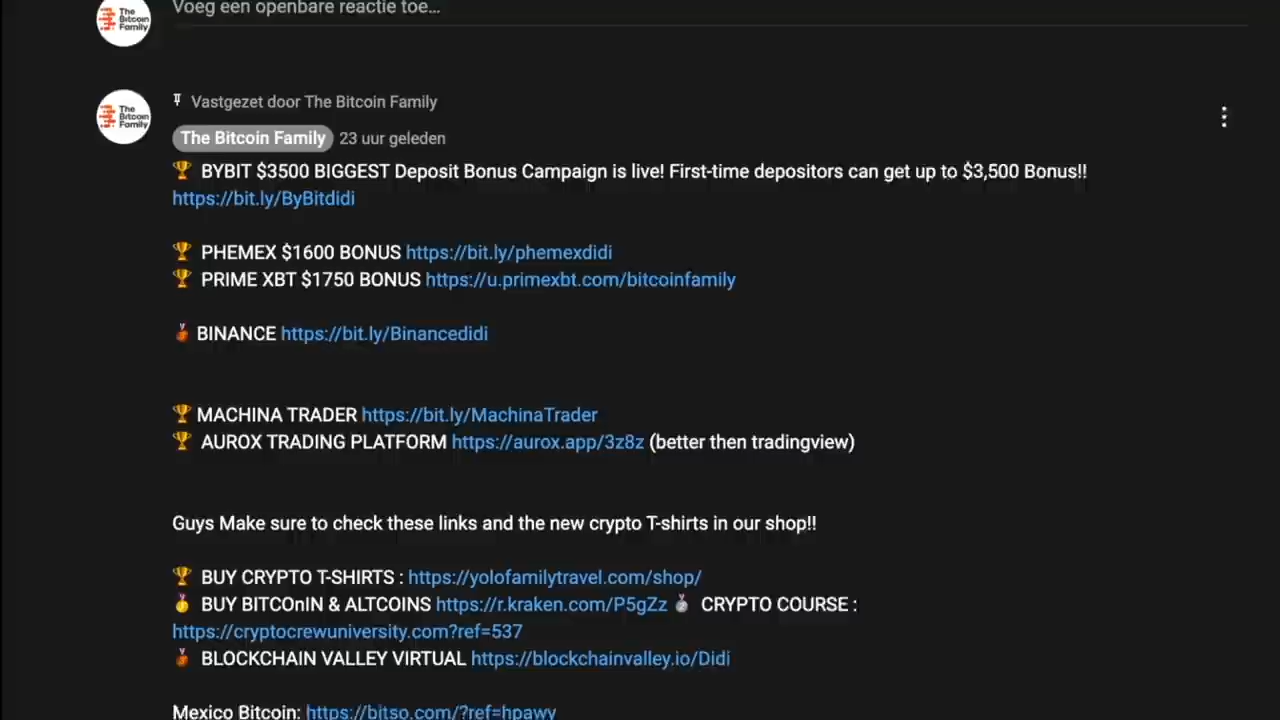 The
Bitcoin
Family
Voeg een openbare reactie toe...
The
Bitcoin
Family
Vastgezet door The Bitcoin Family
The Bitcoin Family 23 uur geleden
🏆 BYBIT $3500 BIGGEST Deposit Bonus Campaign is live! First-time depositors can get up to $3,500 Bonus!!
https://bit.ly/ByBitdidi
🏆 PHEMEX $1600 BONUS https://bit.ly/phemexdidi
🏆 PRIME XBT $1750 BONUS https://u.primexbt.com/bitcoinfamily
🥉 BINANCE https://bit.ly/Binancedidi
🏆 MACHINA TRADER https://bit.ly/MachinaTrader
🏆 AUROX TRADING PLATFORM https://aurox.app/3z8z (better then tradingview)
Guys Make sure to check these links and the new crypto T-shirts in our shop!!
🏆 BUY CRYPTO T-SHIRTS : https://yolofamilytravel.com/shop/
🥇 BUY BITCOnIN & ALTCOINS https://r.kraken.com/P5gZz 🥈 CRYPTO COURSE :
https://cryptocrewuniversity.com?ref=537
🥉 BLOCKCHAIN VALLEY VIRTUAL https://blockchainvalley.io/Didi
Mexico Bitcoin: https://bitso.com/?ref=hpawy